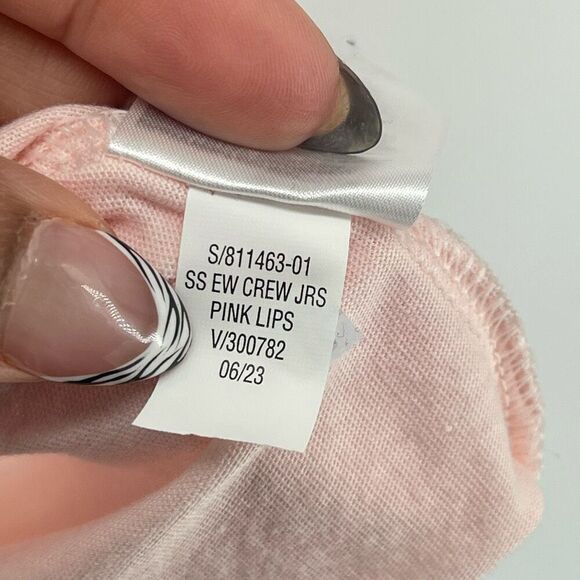 S/811463-01
SS EW CREW JRS
PINK LIPS
V/300782
06/23